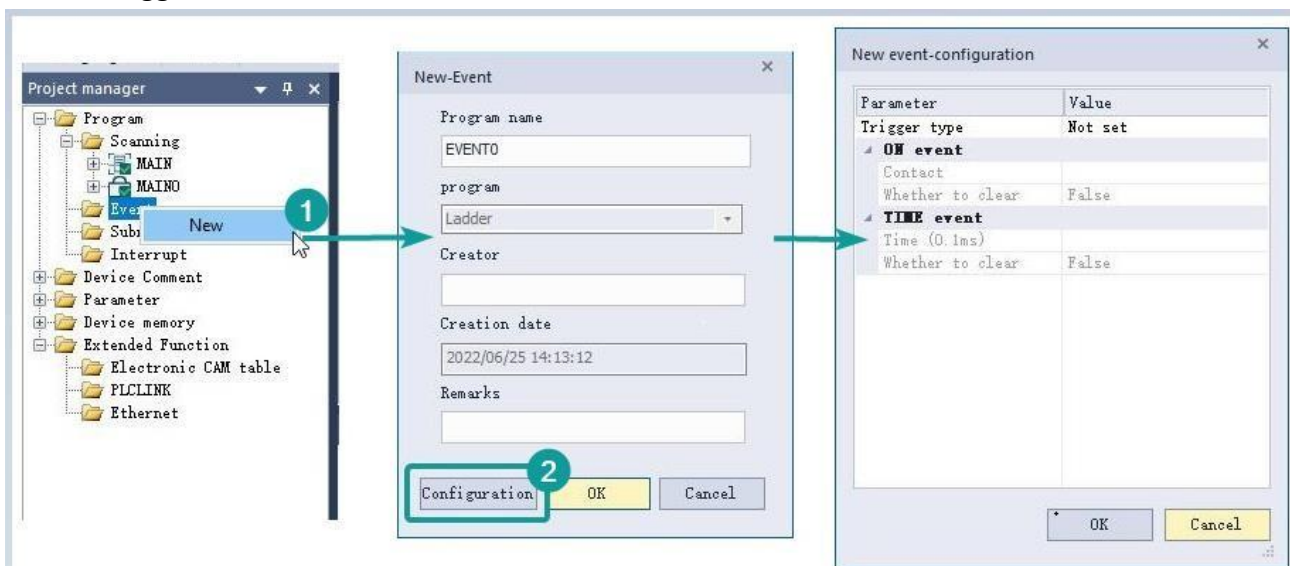 Project manager
Program
Scanning
MAIN
MAIN0
New
1
Interrupt
Device Comment
Parameter
Device memory
Extended Function
Electronic CAM table
PLCLINK
Ethernet
New-Event
Program name
EVENT0
program
Ladder
Creator
Creation date
2022/06/25 14:13:12
Remarks
2
Configuration
OK
Cancel
New event-configuration
Parameter Value
Trigger type Not set
ON event
Contact
Whether to clear False
TIME event
Time (0.1ms)
Whether to clear False
OK
Cancel